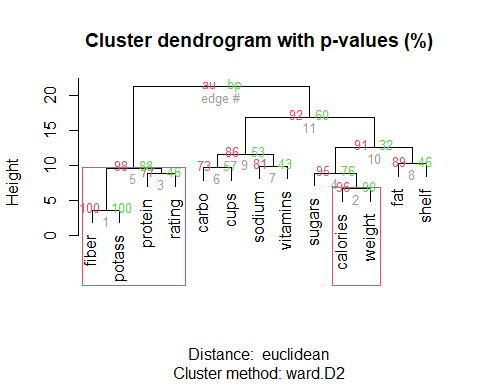 Cluster dendrogram with p-values (%)
au bp
edge #
92 60
11
86 53
9
91 32
10
98 88
5
73 57
6
81 43
7
95 76
4
89 46
8
46
3
96 99
2
100 100
1
fiber
potass
protein
rating
carbo
cups
sodium
vitamins
sugars
calories
weight
fat
shelf
Height
0
5
10
15
20
Distance: euclidean
Cluster method: ward.D2